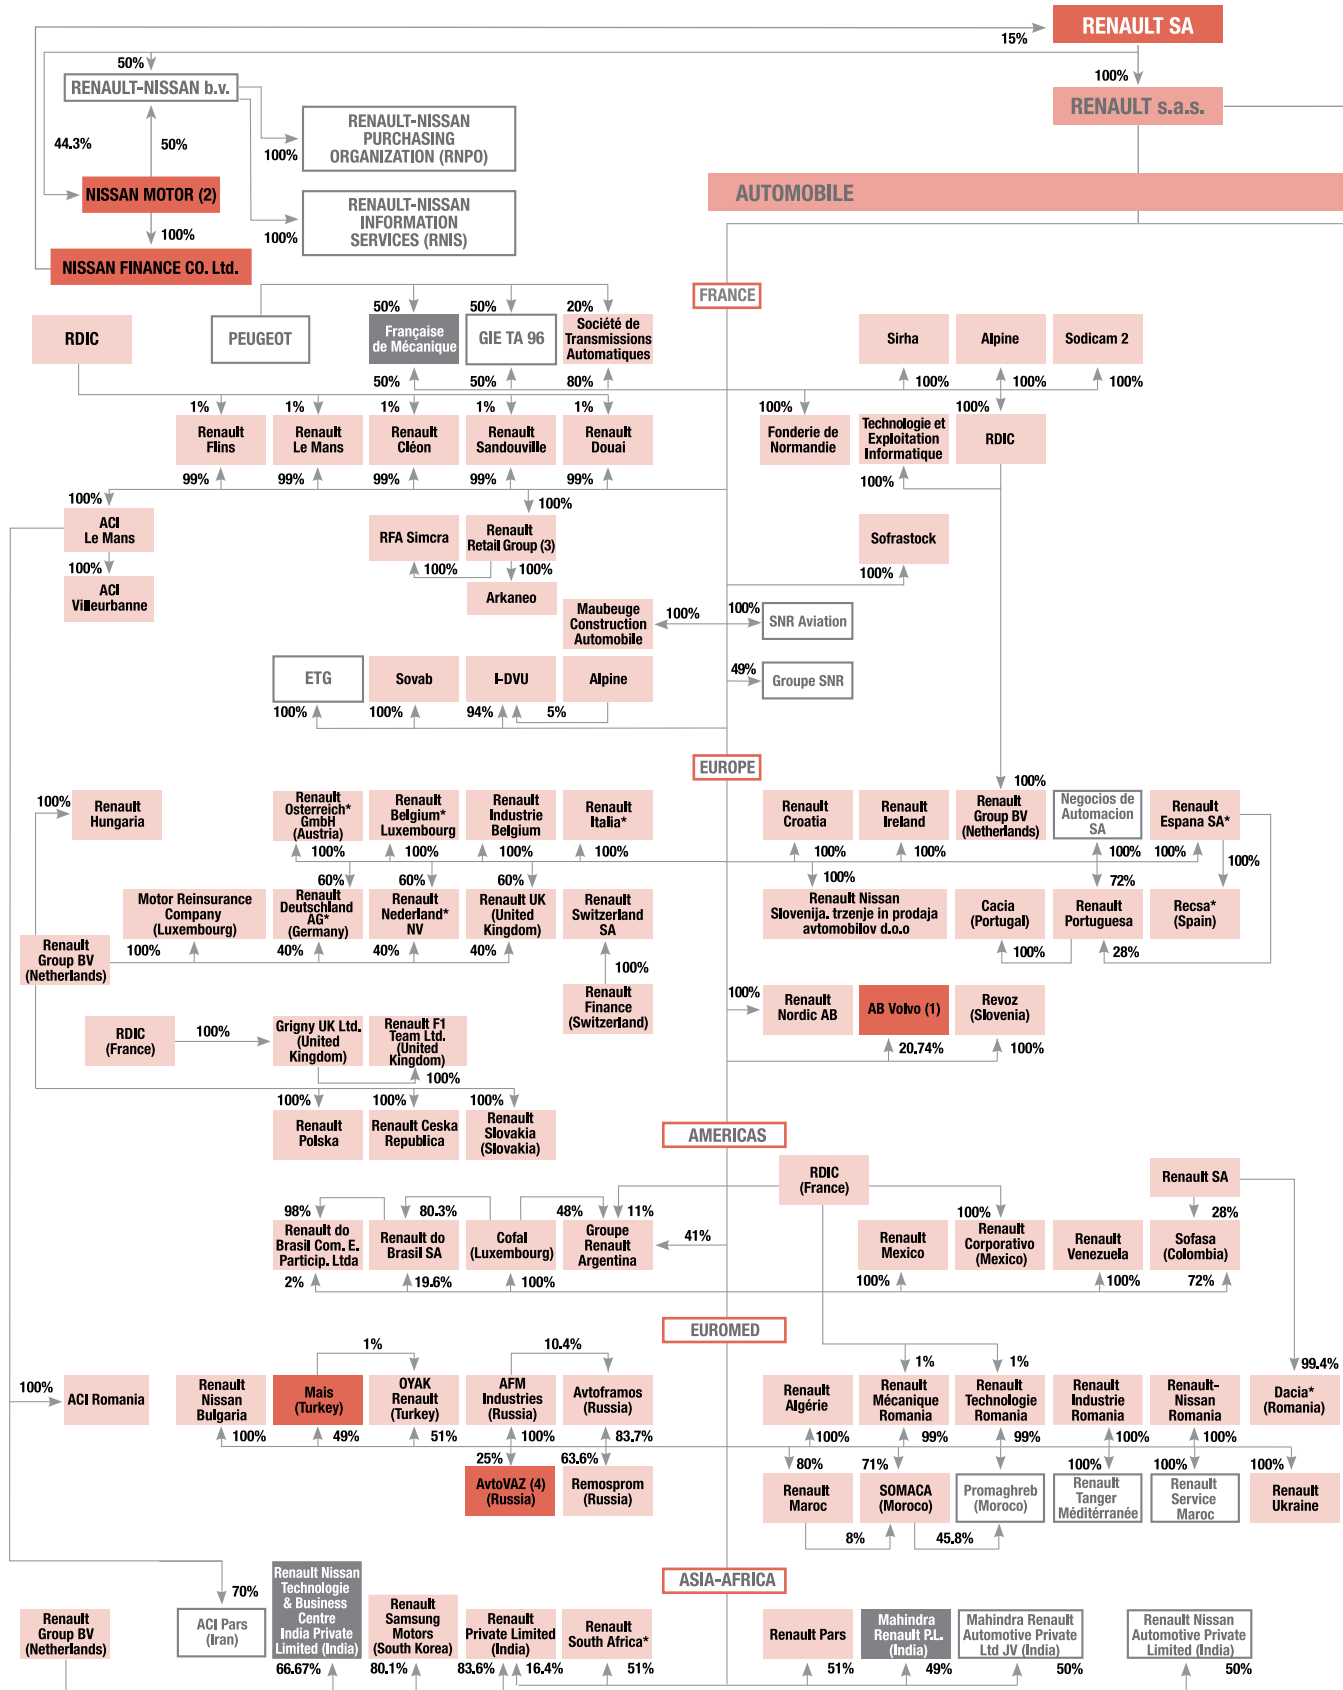 RENAULT SA
15%
50%
100%
RENAULT-NISSAN b.v.
RENAULT s.a.s.
44.3%
50%
100%
RENAULT-NISSAN
PURCHASING
ORGANIZATION (RNPO)
NISSAN MOTOR (2)
AUTOMOBILE
100%
100%
RENAULT-NISSAN
INFORMATION
SERVICES (RNIS)
NISSAN FINANCE CO. Ltd.
FRANCE
50%
50%
20%
RDIC
PEUGEOT
Française
de Mécanique
GIE TA 96
Société de
Transmissions
Automatiques
Sirha
Alpine
Sodicam 2
50%
50%
80%
100%
100%
100%
1%
1%
1%
1%
1%
100%
100%
Renault
Flins
Renault
Le Mans
Renault
Cléon
Renault
Sandouville
Renault
Douai
Fonderie de
Normandie
Technologie et
Exploitation
Informatique
RDIC
99%
99%
99%
99%
99%
100%
100%
100%
ACI
Le Mans
RFA Simcra
Renault
Retail Group (3)
Sofrastock
100%
100%
100%
100%
ACI
Villeurbanne
Arkaneo
Maubeuge
Construction
Automobile
100%
100%
SNR Aviation
ETG
Sovab
I-DVU
Alpine
49%
Groupe SNR
100%
100%
94%
5%
EUROPE
100%
100%
Renault
Hungaria
Renault
Osterreich*
GmbH
(Austria)
Renault
Belgium*
Luxembourg
Renault
Industrie
Belgium
Renault
Italia*
Renault
Croatia
Renault
Ireland
Renault
Group BV
(Netherlands)
Negocios de
Automacion
SA
Renault
Espana SA*
100%
100%
100%
100%
100%
100%
100%
100%
100%
60%
60%
60%
100%
72%
Motor Reinsurance
Company
(Luxembourg)
Renault
Deutschland
AG*
(Germany)
Renault
Nederland*
NV
Renault UK
(United
Kingdom)
Renault
Switzerland
SA
Renault Nissan
Slovenija. trzenje in prodaja
avtomobilov d.o.o
Cacia
(Portugal)
Renault
Portuguesa
Recsa*
(Spain)
Renault
Group BV
(Netherlands)
100%
40%
40%
40%
100%
100%
28%
Renault
Finance
(Switzerland)
100%
Renault
Nordic AB
AB Volvo (1)
Revoz
(Slovenia)
20.74%
100%
RDIC
(France)
100%
Grigny UK Ltd.
(United
Kingdom)
Renault F1
Team Ltd.
(United
Kingdom)
100%
100%
100%
100%
Renault
Polska
Renault Ceska
Republica
Renault
Slovakia
(Slovakia)
AMERICAS
RDIC
(France)
Renault SA
98%
80.3%
48%
11%
100%
28%
Renault do
Brasil Com. E.
Particip. Ltda
Renault do
Brasil SA
Cofal
(Luxembourg)
Groupe
Renault
Argentina
41%
Renault
Mexico
Renault
Corporativo
(Mexico)
Renault
Venezuela
Sofasa
(Colombia)
2%
19.6%
100%
100%
100%
72%
EUROMED
1%
10.4%
1%
1%
99.4%
100%
ACI Romania
Renault
Nissan
Bulgaria
Mais
(Turkey)
OYAK
Renault
(Turkey)
AFM
Industries
(Russia)
Avtoframos
(Russia)
Renault
Algérie
Renault
Mécanique
Romania
Renault
Technologie
Romania
Renault
Industrie
Romania
Renault-
Nissan
Romania
Dacia*
(Romania)
100%
49%
51%
100%
83.7%
100%
99%
99%
100%
100%
25%
63.6%
80%
71%
100%
100%
100%
AvtoVAZ (4)
(Russia)
Remosprom
(Russia)
Renault
Maroc
SOMACA
(Moroco)
Promaghreb
(Moroco)
Renault
Tanger
Méditérranée
Renault
Service
Maroc
Renault
Ukraine
8%
45.8%
ASIA-AFRICA
70%
Renault
Group BV
(Netherlands)
ACI Pars
(Iran)
Renault Nissan
Technologie
& Business
Centre
India Private
Limited (India)
Renault
Samsung
Motors
(South Korea)
Renault
Private Limited
(India)
Renault
South Africa*
Renault Pars
Mahindra
Renault P.L.
(India)
Mahindra Renault
Automotive Private
Ltd JV (India)
Renault Nissan
Automotive Private
Limited (India)
66.67%
80.1%
83.6%
16.4%
51%
51%
49%
50%
50%